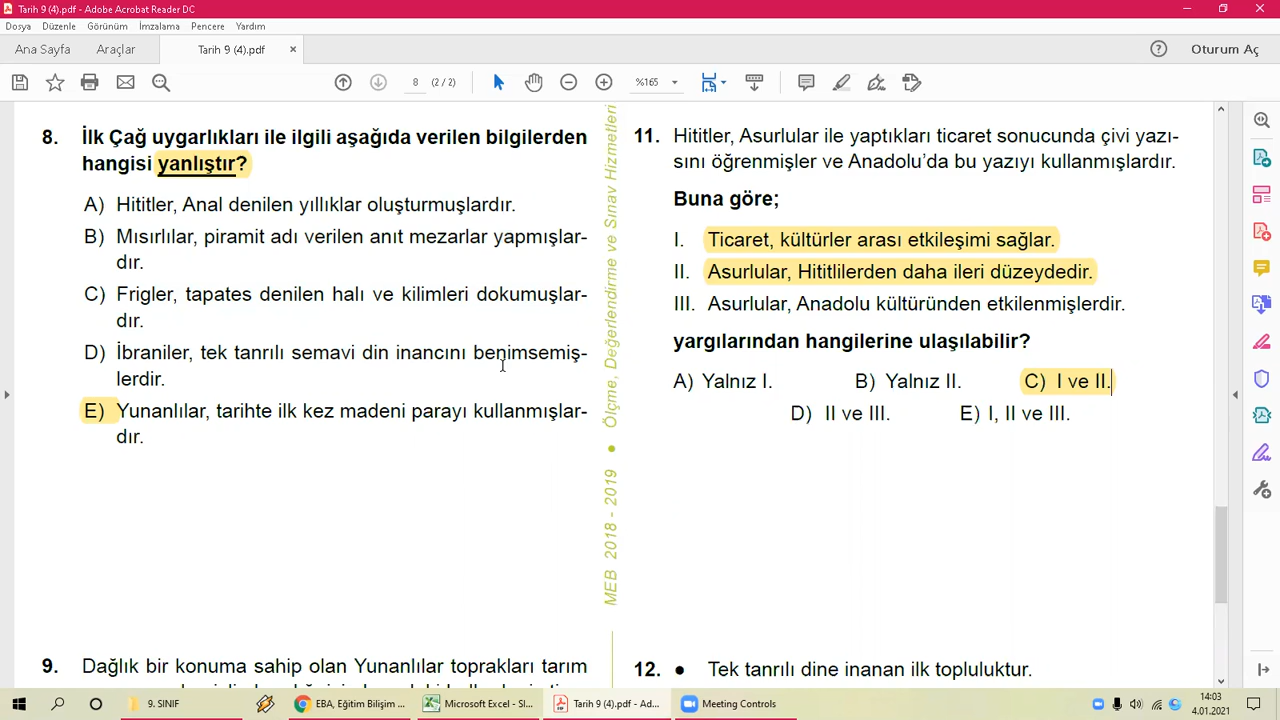 Tarih 9 (4).pdf - Adobe Acrobat Reader DC
Dosya Düzenle Görünüm İmzalama Pencere Yardım
Ana Sayfa Araçlar Tarih 9 (4).pdf × Oturum Aç
8 (2 / 2) %165
8. İlk Çağ uygarlıkları ile ilgili aşağıda verilen bilgilerden
hangisi yanlıştır?
A) Hititler, Anal denilen yıllıklar oluşturmuşlardır.
B) Mısırlılar, piramit adı verilen anıt mezarlar yapmışlar-
dır.
C) Frigler, tapates denilen halı ve kilimleri dokumuşlar-
dır.
D) İbraniler, tek tanrılı semavi din inancını benimsemiş-
lerdir.
E) Yunanlılar, tarihte ilk kez madeni parayı kullanmışlar-
dır.
9. Dağlık bir konuma sahip olan Yunanlılar toprakları tarım
Ölçme, Değerlendirme ve Sınav Hizmetleri
MEB 2018 - 2019
11. Hititler, Asurlular ile yaptıkları ticaret sonucunda çivi yazı-
sını öğrenmişler ve Anadolu'da bu yazıyı kullanmışlardır.
Buna göre;
I. Ticaret, kültürler arası etkileşimi sağlar.
II. Asurlular, Hititlilerden daha ileri düzeydedir.
III. Asurlular, Anadolu kültüründen etkilenmişlerdir.
yargılarından hangilerine ulaşılabilir?
A) Yalnız I. B) Yalnız II. C) I ve II.
D) II ve III. E) I, II ve III.
12. ● Tek tanrılı dine inanan ilk topluluktur.
9. SINIF EBA, Eğitim Bilişim ... Microsoft Excel - SI... Tarih 9 (4).pdf - Ad... Meeting Controls
14:03
4.01.2021